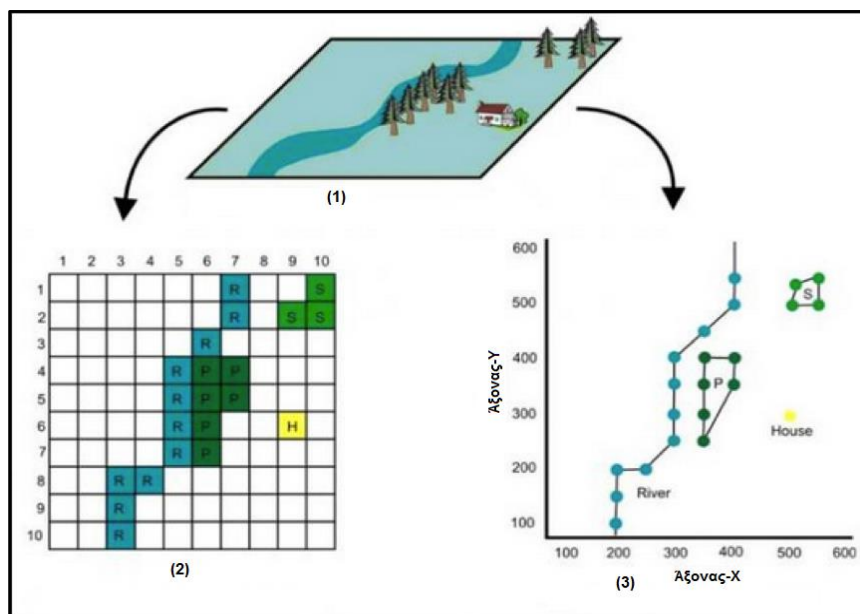 (1)
1 2 3 4 5 6 7 8 9 10
1 R S
2 R S S
3 R
4 R P P
5 R P P
6 R P H
7 R P
8 R R
9 R
10 R
(2)
600
500
400
300
200
100
Άξονας-Y
S
P
House
River
100 200 300 400 500 600
Άξονας-X
(3)